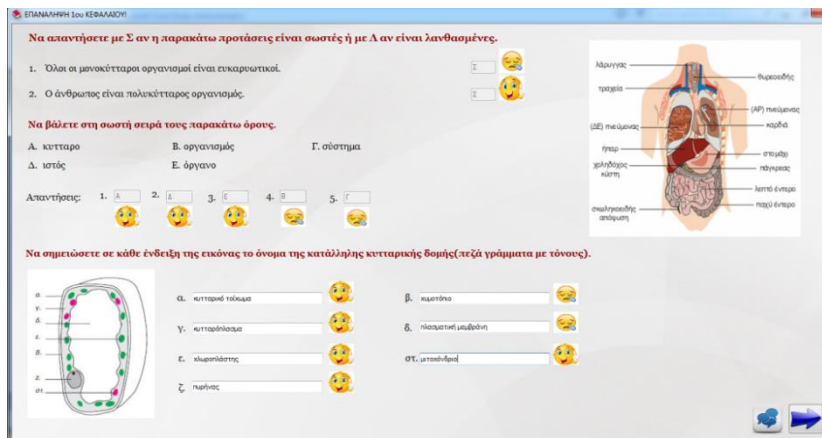 ΕΠΑΝΑΛΗΨΗ 1ου ΚΕΦΑΛΑΙΟΥ!
Να απαντήσετε με Σ αν η παρακάτω προτάσεις είναι σωστές ή με Λ αν είναι λανθασμένες.
1. Όλοι οι μονοκύτταροι οργανισμοί είναι ευκαρυωτικοί. Σ
2. Ο άνθρωπος είναι πολυκύτταρος οργανισμός. Σ
Να βάλετε στη σωστή σειρά τους παρακάτω όρους.
Α. κυτταρο Β. οργανισμός Γ. σύστημα
Δ. ιστός Ε. όργανο
Απαντήσεις: 1. Α 2. Δ 3. Ε 4. Β 5. Γ
λάρυγγας
τραχεία
(ΔΕ) πνεύμονας
ήπαρ
χοληδόχος
κύστη
σκωληκοειδής
απόφυση
θυρεοειδής
(ΑΡ) πνεύμονας
καρδιά
στομάχι
πάγκρεας
λεπτό έντερο
παχύ έντερο
Να σημειώσετε σε κάθε ένδειξη της εικόνας το όνομα της κατάλληλης κυτταρικής δομής(πεζά γράμματα με τόνους).
α.
γ.
δ.
ε.
β.
ζ.
στ.
α. κυτταρικό τοίχωμα β. χυμοτόπιο
γ. κυτταρόπλασμα δ. πλασματική μεμβράνη
ε. χλωροπλάστης στ. μιτοχόνδριο
ζ. πυρήνας